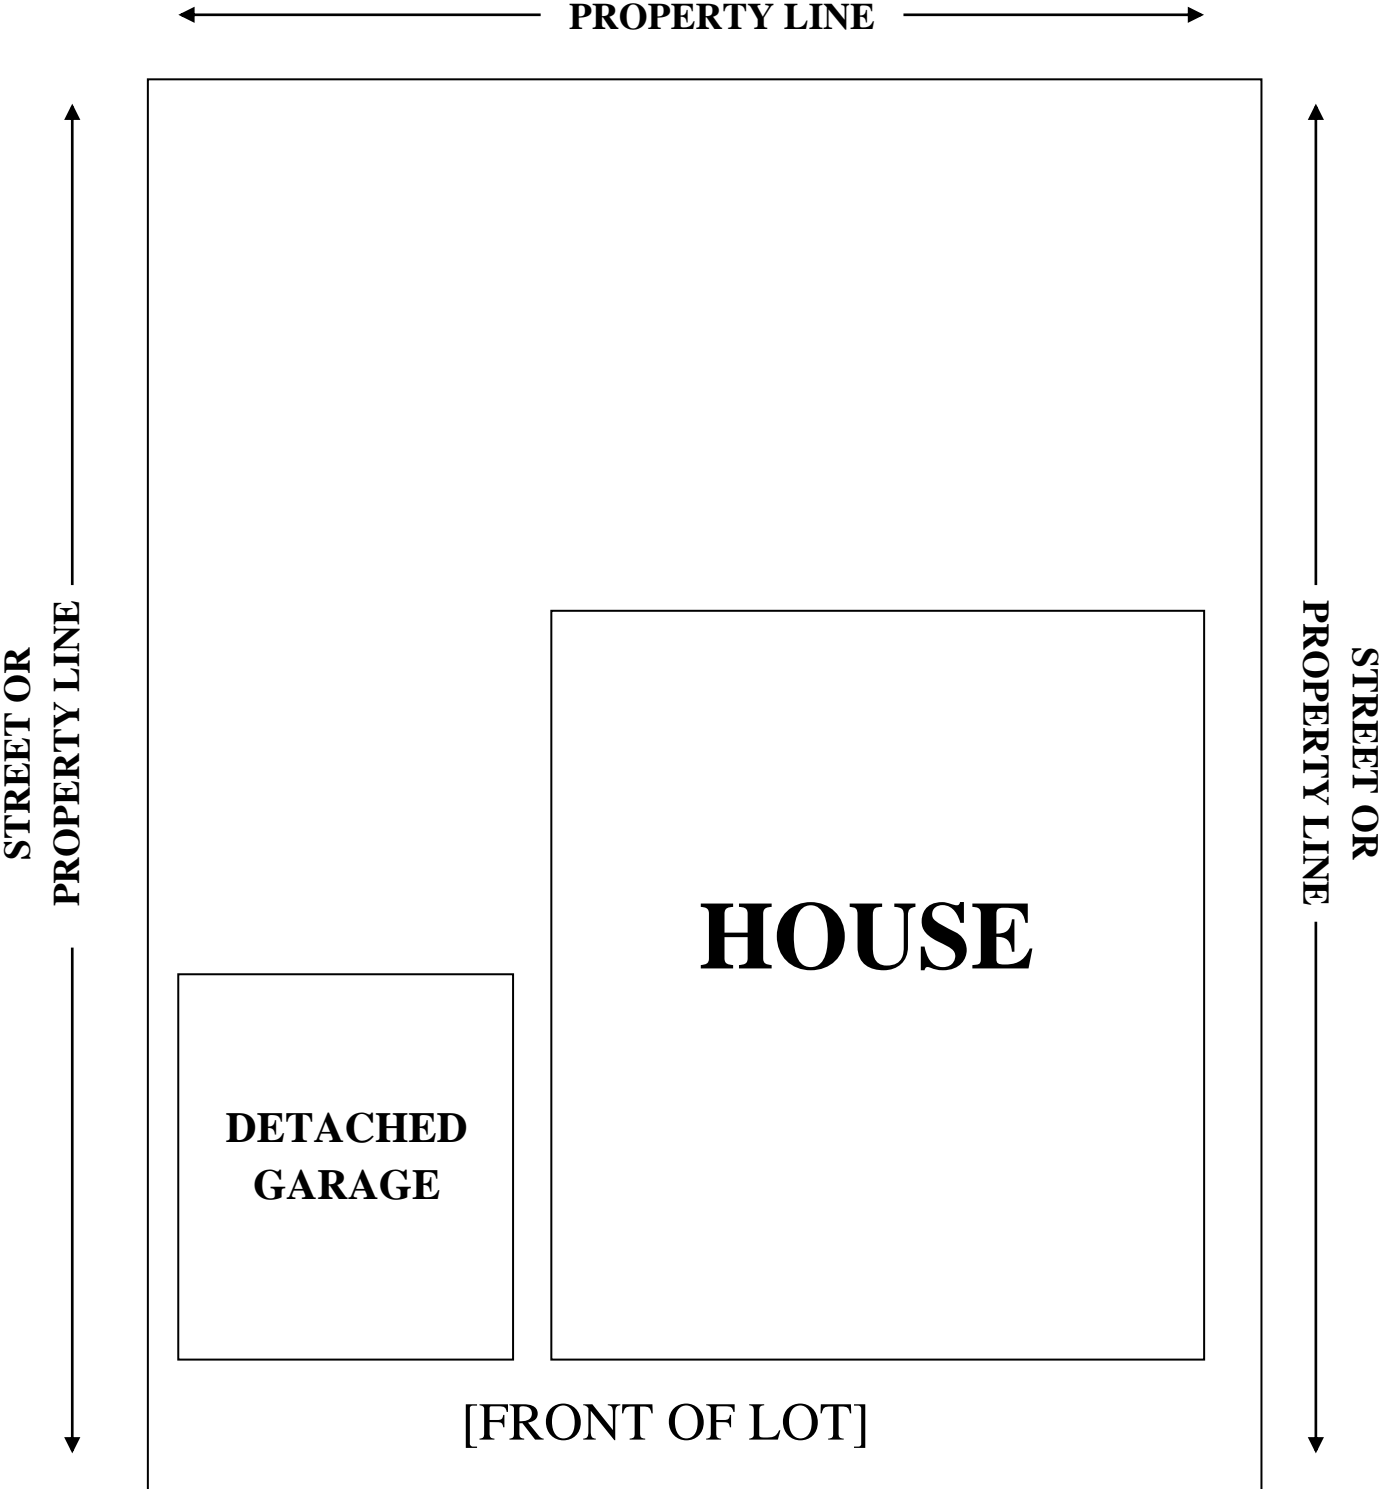 PROPERTY LINE
STREET OR
PROPERTY LINE
PROPERTY LINE
STREET OR
HOUSE
DETACHED
GARAGE
[FRONT OF LOT]